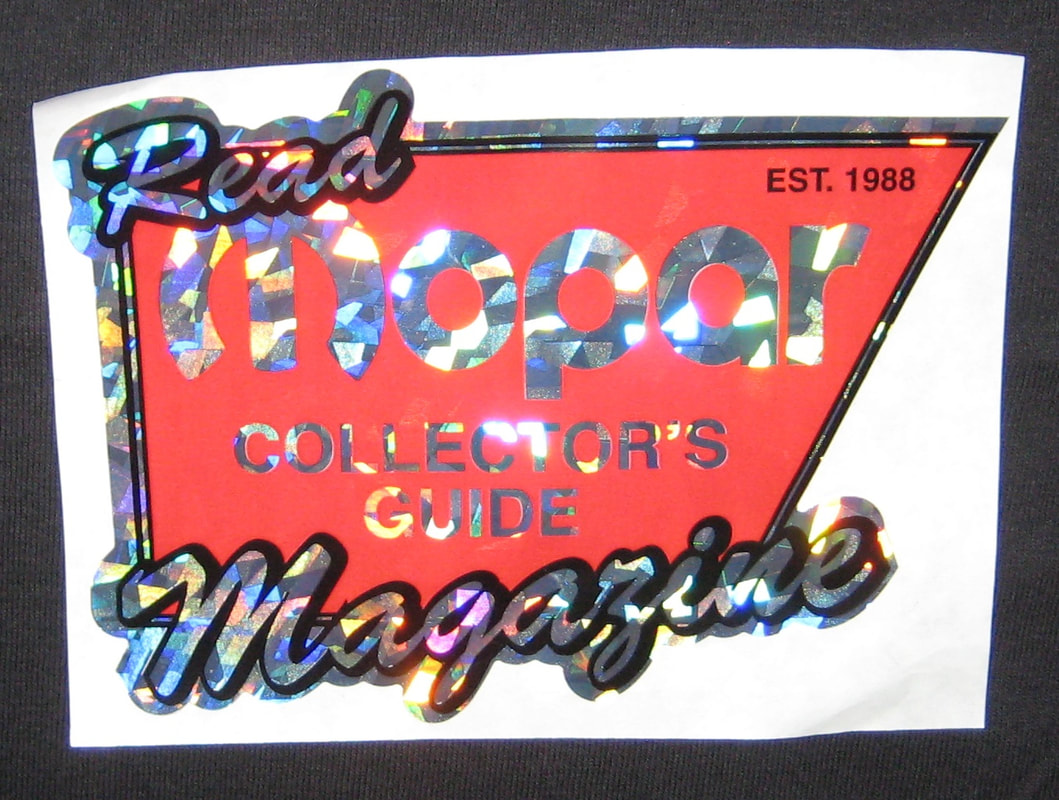 Read
EST. 1988
mopar
COLLECTOR'S
GUIDE
Magazine